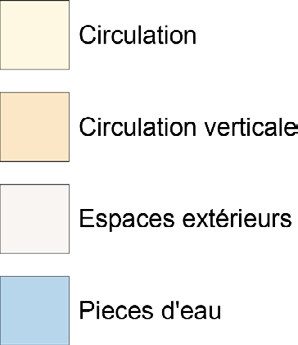 Circulation
Circulation verticale
Espaces extérieurs
Pieces d'eau